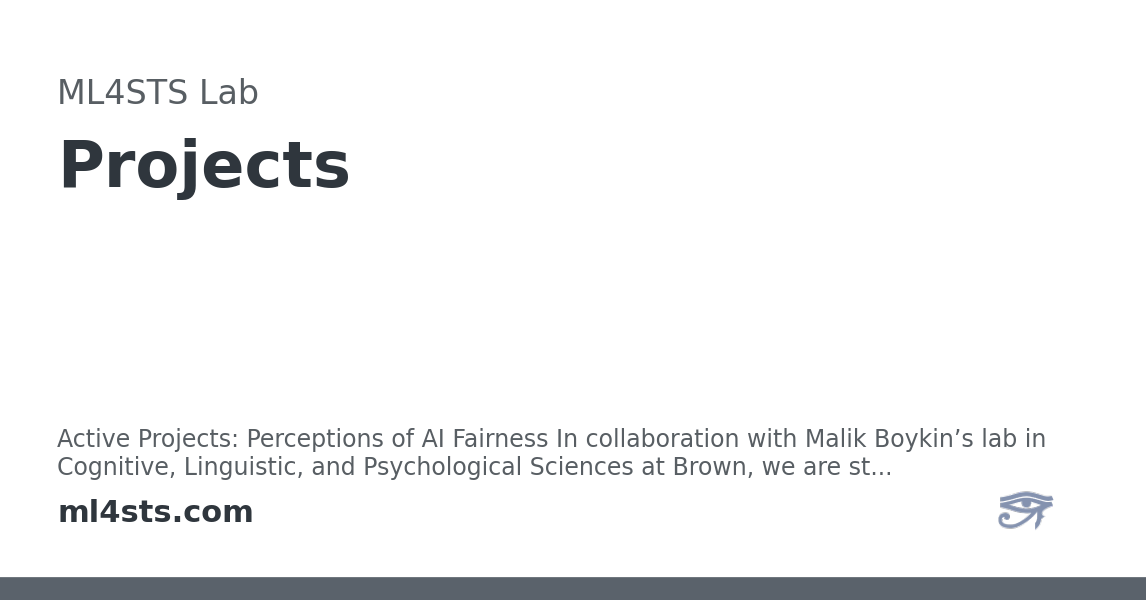 ML4STS Lab
Projects
Active Projects: Perceptions of AI Fairness In collaboration with Malik Boykin’s lab in
Cognitive, Linguistic, and Psychological Sciences at Brown, we are st...
ml4sts.com